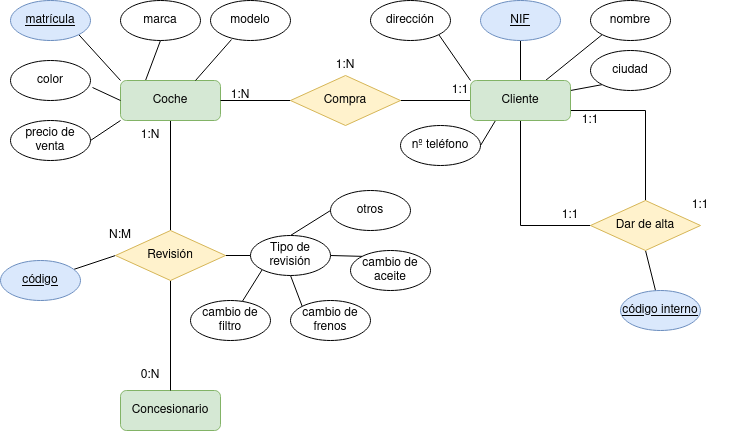 matrícula
marca
modelo
dirección
NIF
nombre
color
1:N
ciudad
Coche
1:N
Compra
1:1
Cliente
1:1
precio de
venta
1:N
nº teléfono
otros
1:1
1:1
Dar de alta
N:M
Revisión
Tipo de
revisión
cambio de
aceite
código
cambio de
filtro
cambio de
frenos
código interno
0:N
Concesionario